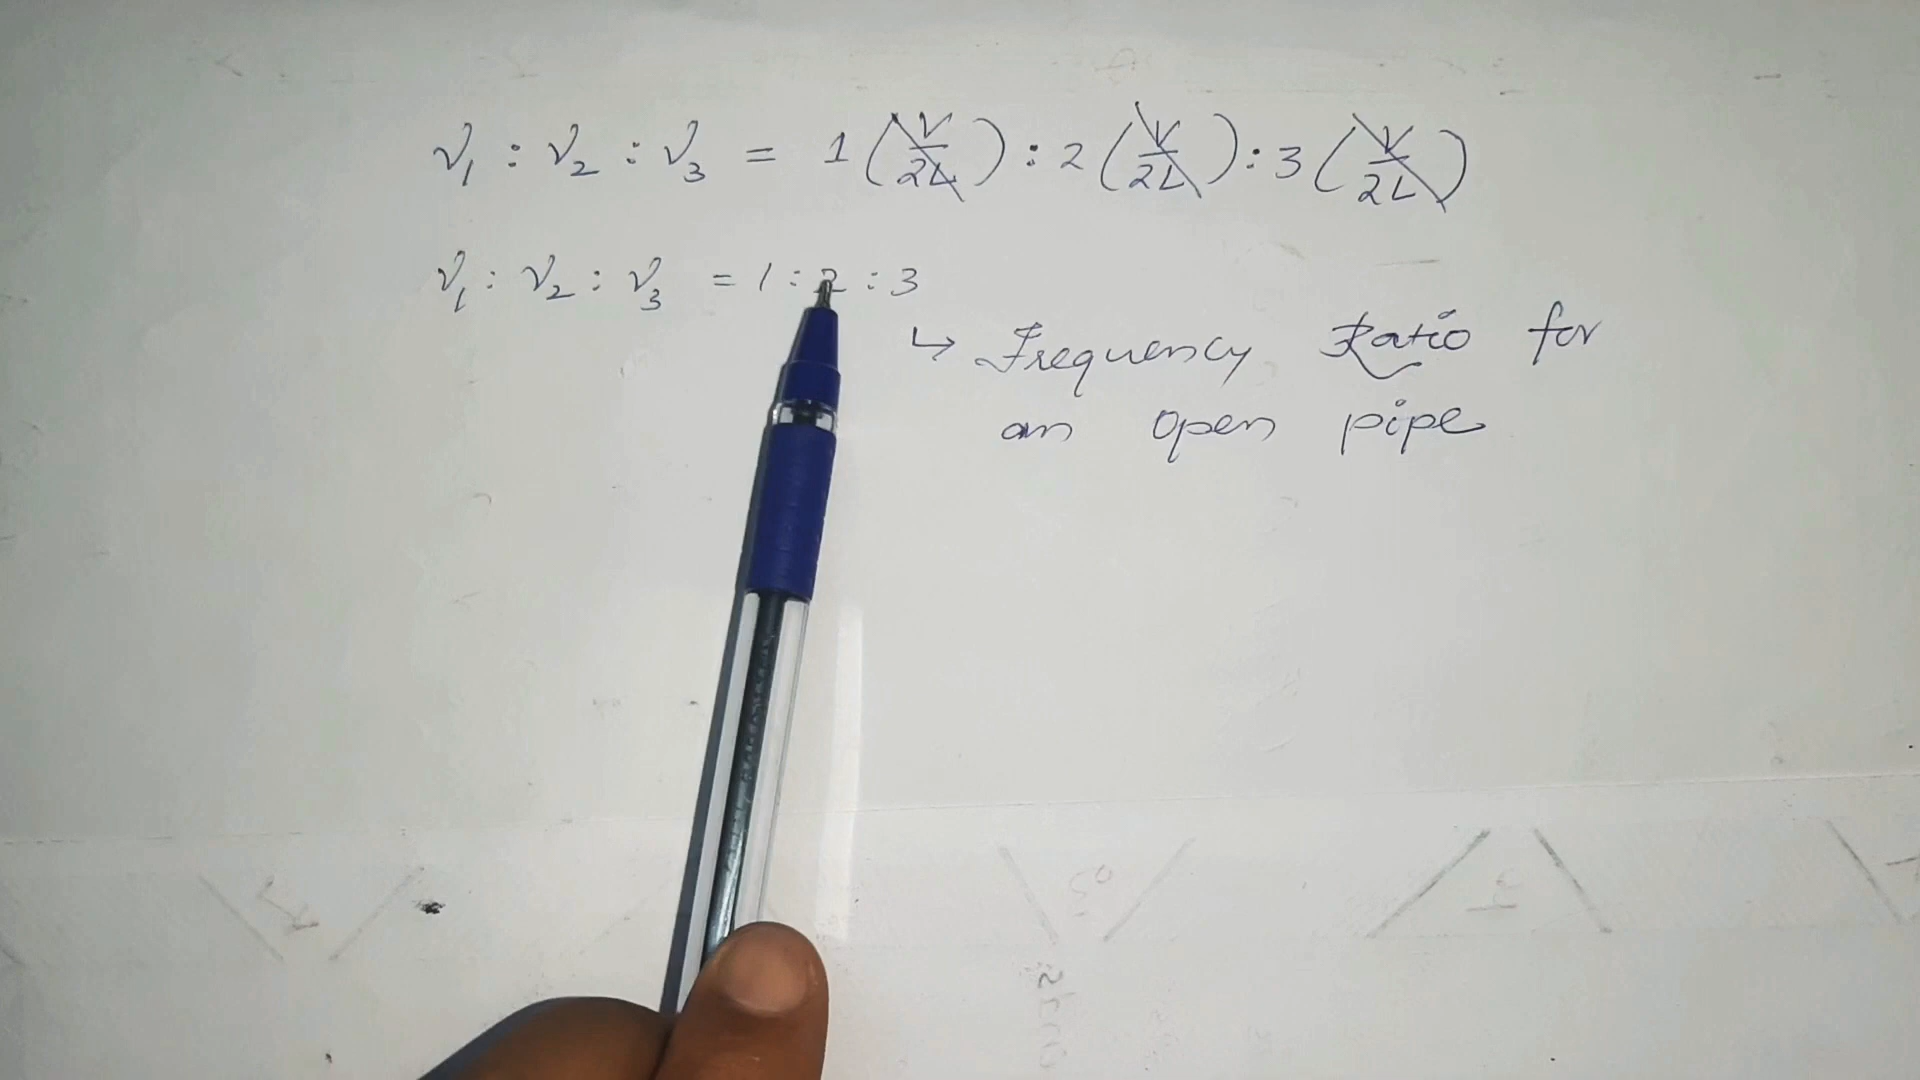 ν₁ : ν₂ : ν₃ = 1 (V/2L) : 2 (V/2L) : 3 (V/2L)
ν₁ : ν₂ : ν₃ = 1 : 2 : 3
↳ Frequency Ratio for
an open pipe